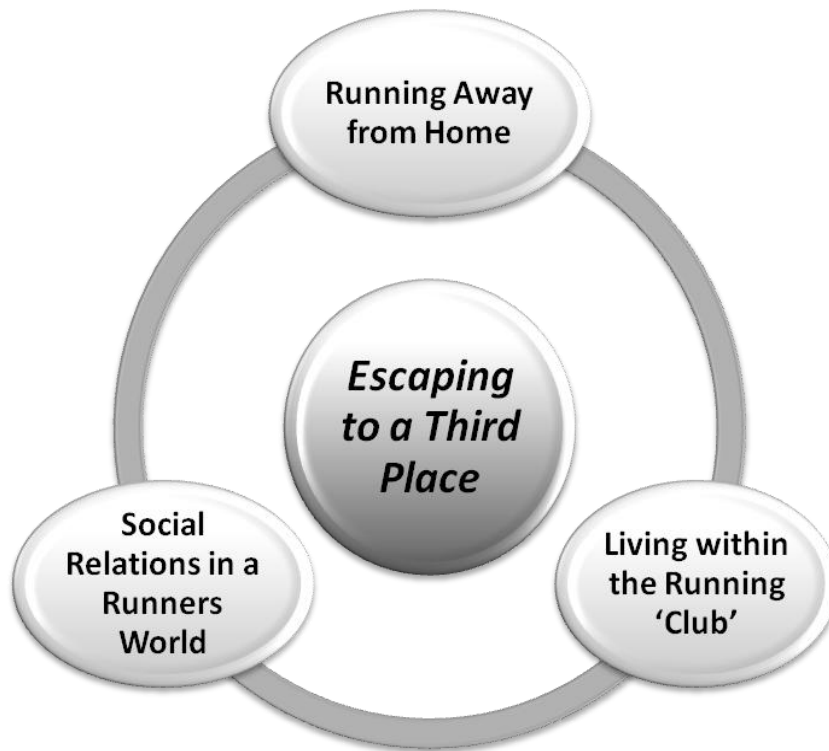 Running Away
from Home
Escaping
to a Third
Place
Social
Relations in a
Runners
World
Living within
the Running
‘Club’